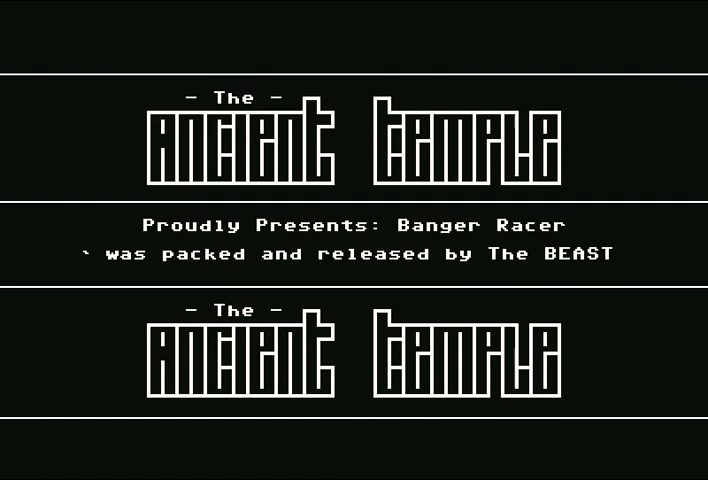 - The -
Ancient temple
Proudly Presents: Banger Racer
` was packed and released by The BEAST
- The -
Ancient temple